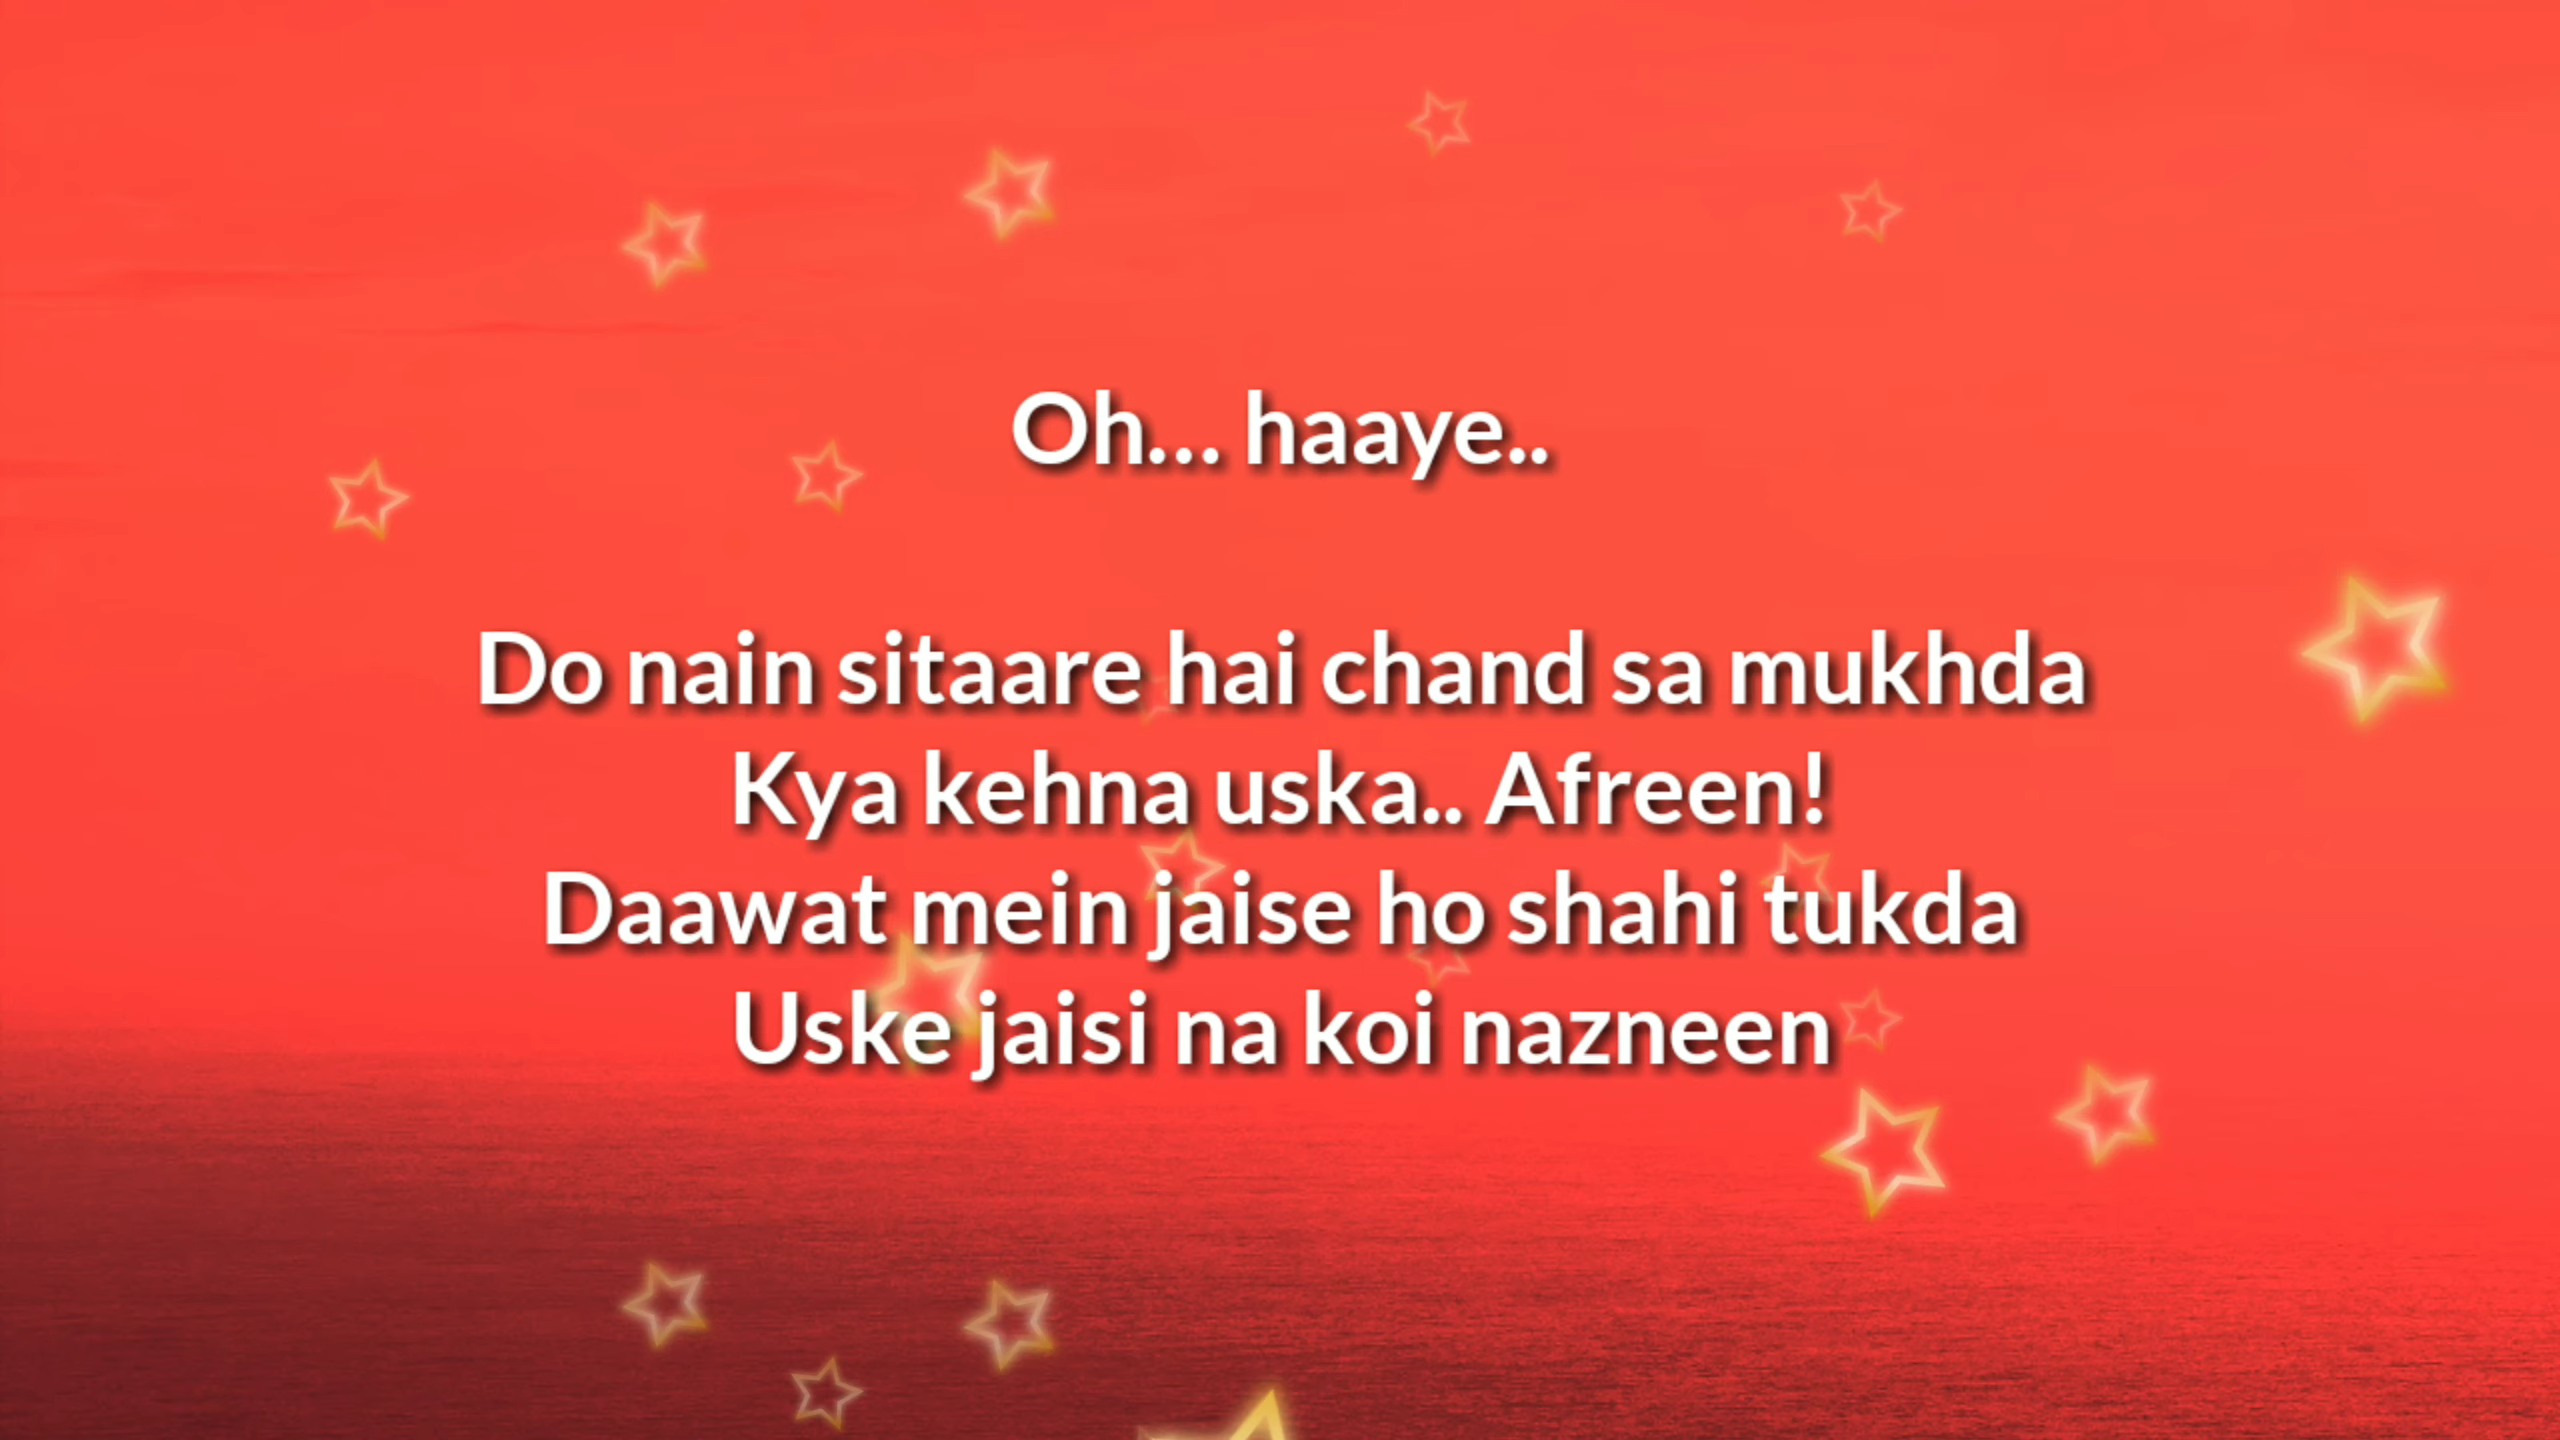 Oh... haaye..
Do nain sitaare hai chand sa mukhda
Kya kehna uska.. Afreen!
Daawat mein jaise ho shahi tukda
Uske jaisi na koi nazneen